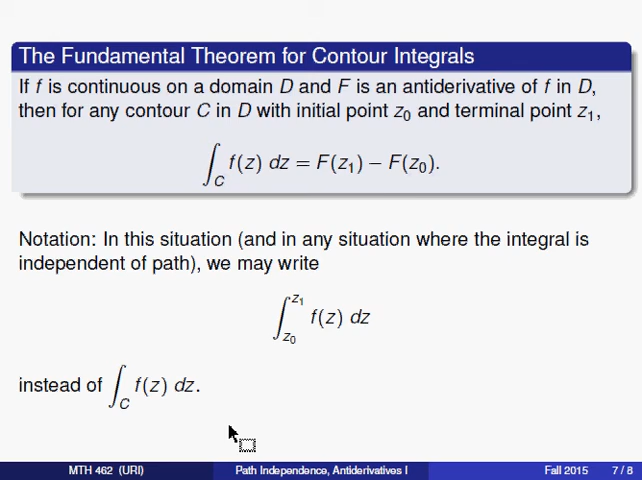 The Fundamental Theorem for Contour Integrals
If f is continuous on a domain D and F is an antiderivative of f in D,
then for any contour C in D with initial point z₀ and terminal point z₁,
∫_C f(z) dz = F(z₁) − F(z₀).
Notation: In this situation (and in any situation where the integral is
independent of path), we may write
∫_{z₀}^{z₁} f(z) dz
instead of ∫_C f(z) dz.
MTH 462 (URI) Path Independence, Antiderivatives I Fall 2015 7 / 8